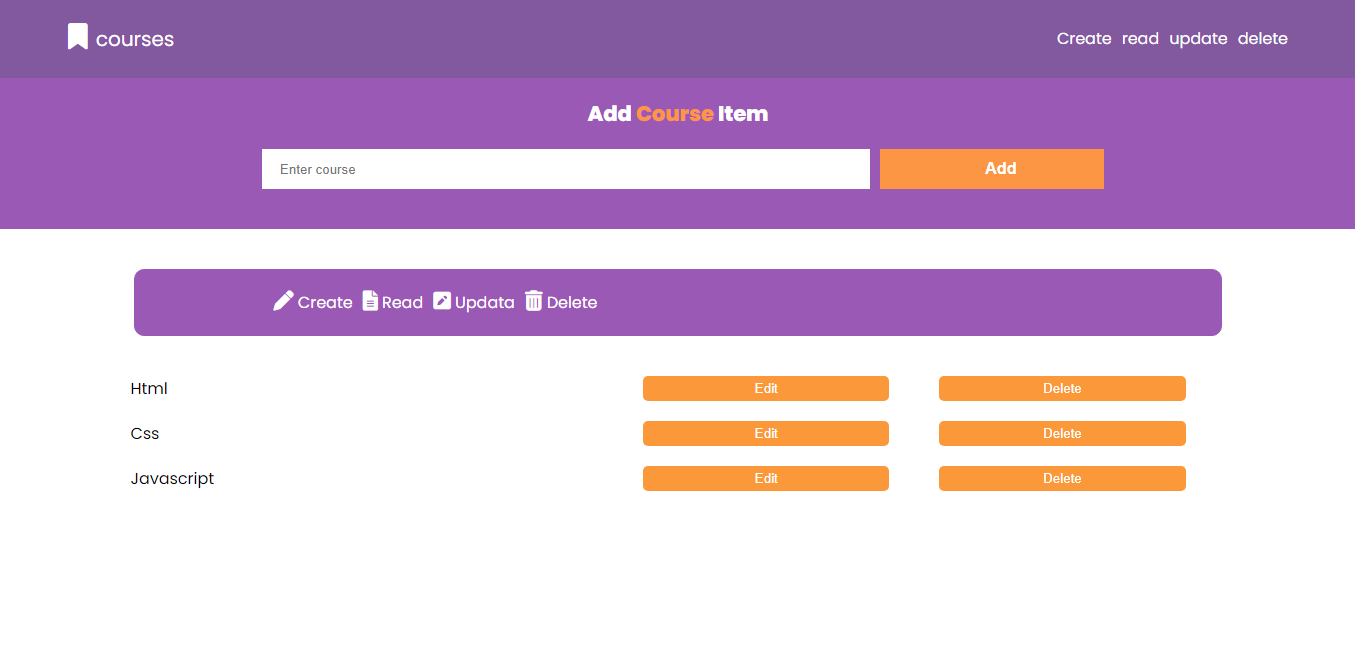 courses Create read update delete
Add Course Item
Enter course Add
Create Read Updata Delete
Html Edit Delete
Css Edit Delete
Javascript Edit Delete